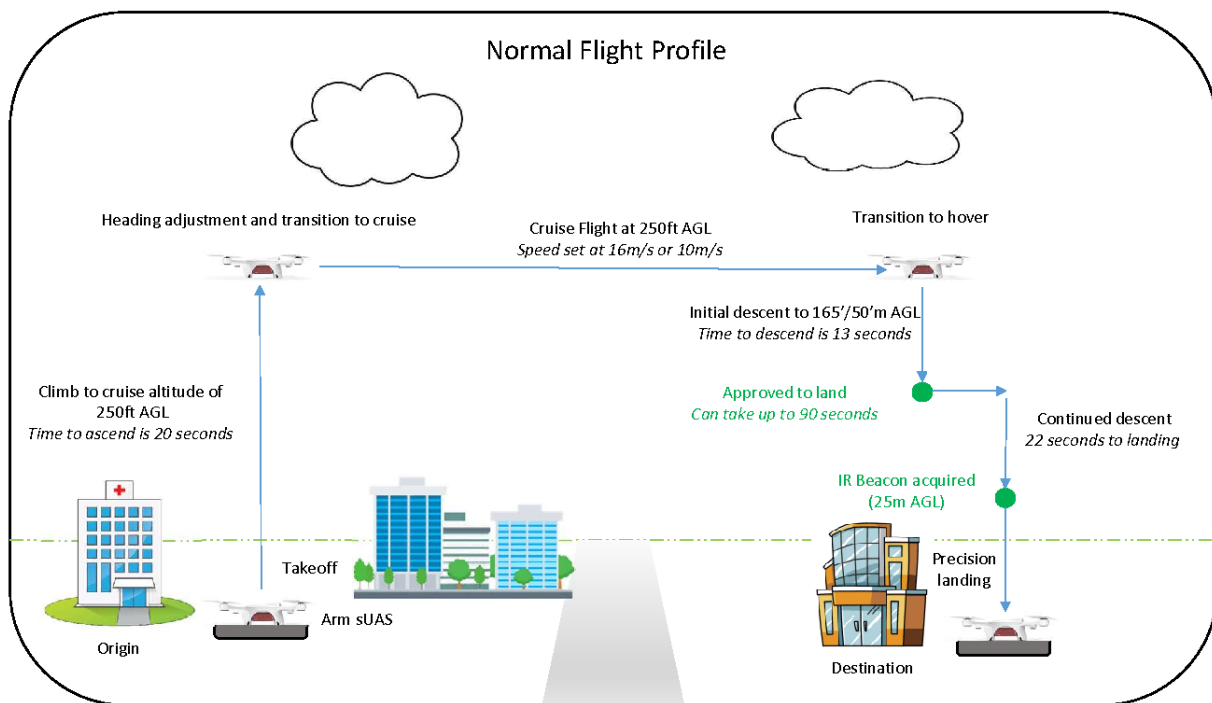 Normal Flight Profile
Heading adjustment and transition to cruise
Cruise Flight at 250ft AGL
Speed set at 16m/s or 10m/s
Transition to hover
Initial descent to 165'/50'm AGL
Time to descend is 13 seconds
Climb to cruise altitude of
250ft AGL
Time to ascend is 20 seconds
Approved to land
Can take up to 90 seconds
Continued descent
22 seconds to landing
IR Beacon acquired
(25m AGL)
Takeoff
Precision
landing
Arm sUAS
Origin
Destination